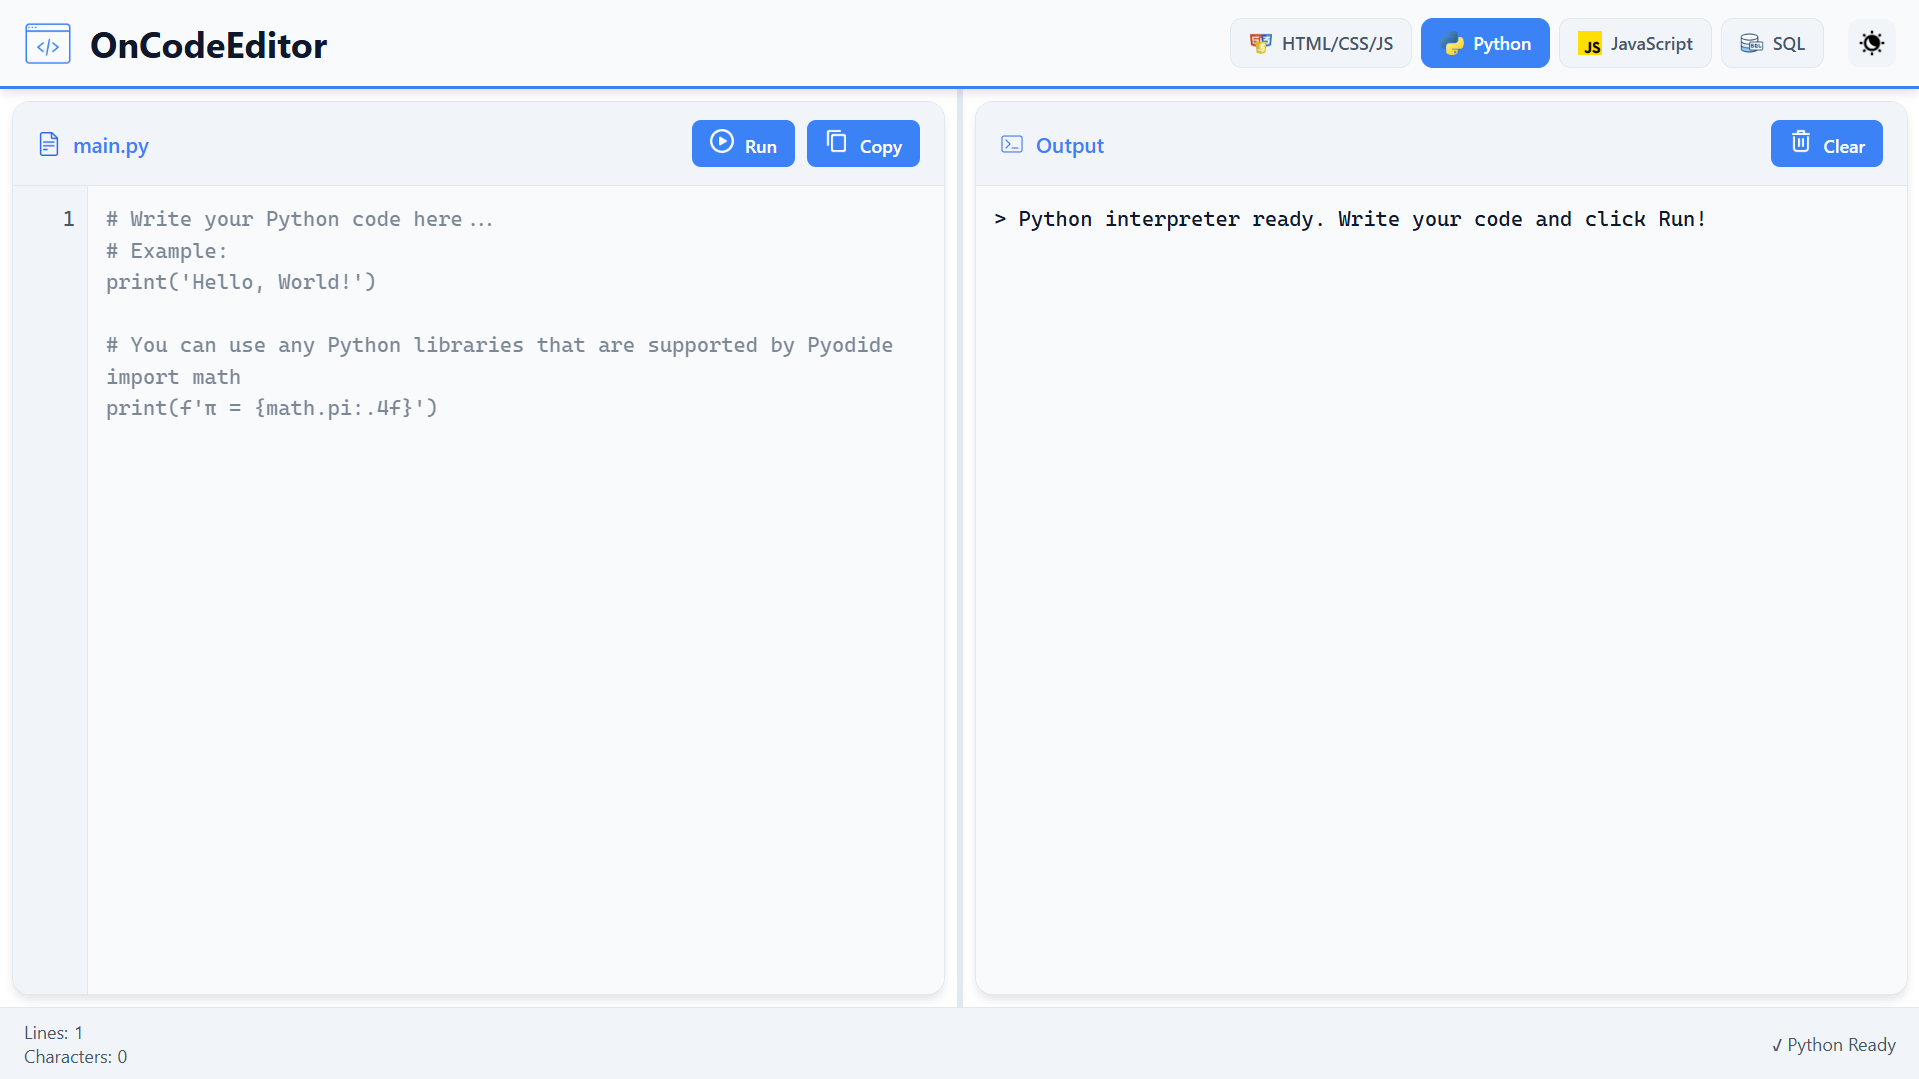 OnCodeEditor
HTML/CSS/JS
Python
JS JavaScript
SQL
main.py
Run
Copy
1
# Write your Python code here...
# Example:
print('Hello, World!')
# You can use any Python libraries that are supported by Pyodide
import math
print(f'π = {math.pi:.4f}')
Output
Clear
> Python interpreter ready. Write your code and click Run!
Lines: 1
Characters: 0
✓ Python Ready